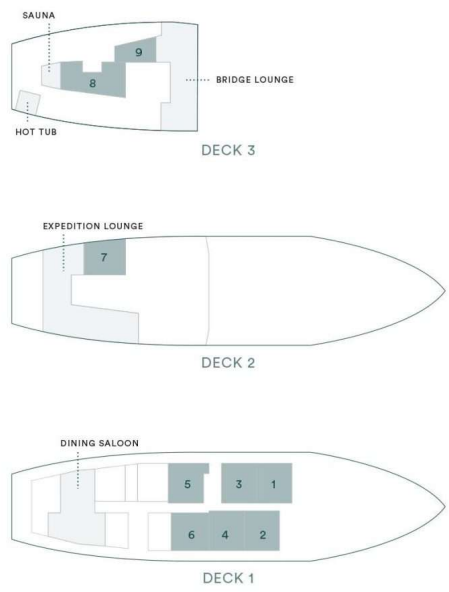 SAUNA
9
8
BRIDGE LOUNGE
HOT TUB
DECK 3
EXPEDITION LOUNGE
7
DECK 2
DINING SALOON
5 3 1
6 4 2
DECK 1